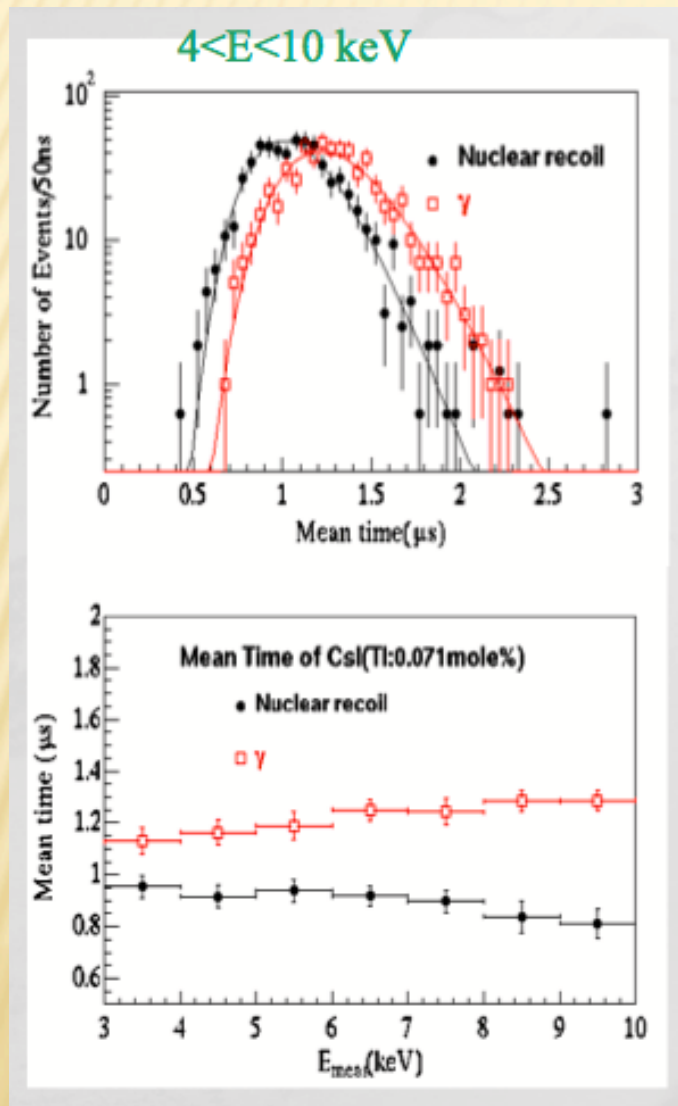 4<E<10 keV
10²
10
1
Number of Events/50ns
Nuclear recoil
γ
0 0.5 1 1.5 2 2.5 3
Mean time(μs)
2
1.8
1.6
1.4
1.2
1
0.8
0.6
Mean time (μs)
Mean Time of CsI(Tl:0.071mole%)
Nuclear recoil
γ
3 4 5 6 7 8 9 10
E_meas(keV)